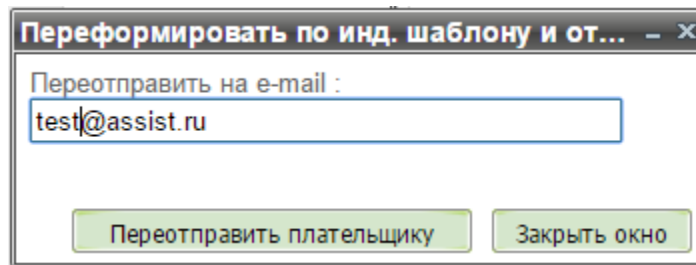 Переформировать по инд. шаблону и от...
Переотправить на e-mail :
test@assist.ru
Переотправить плательщику
Закрыть окно